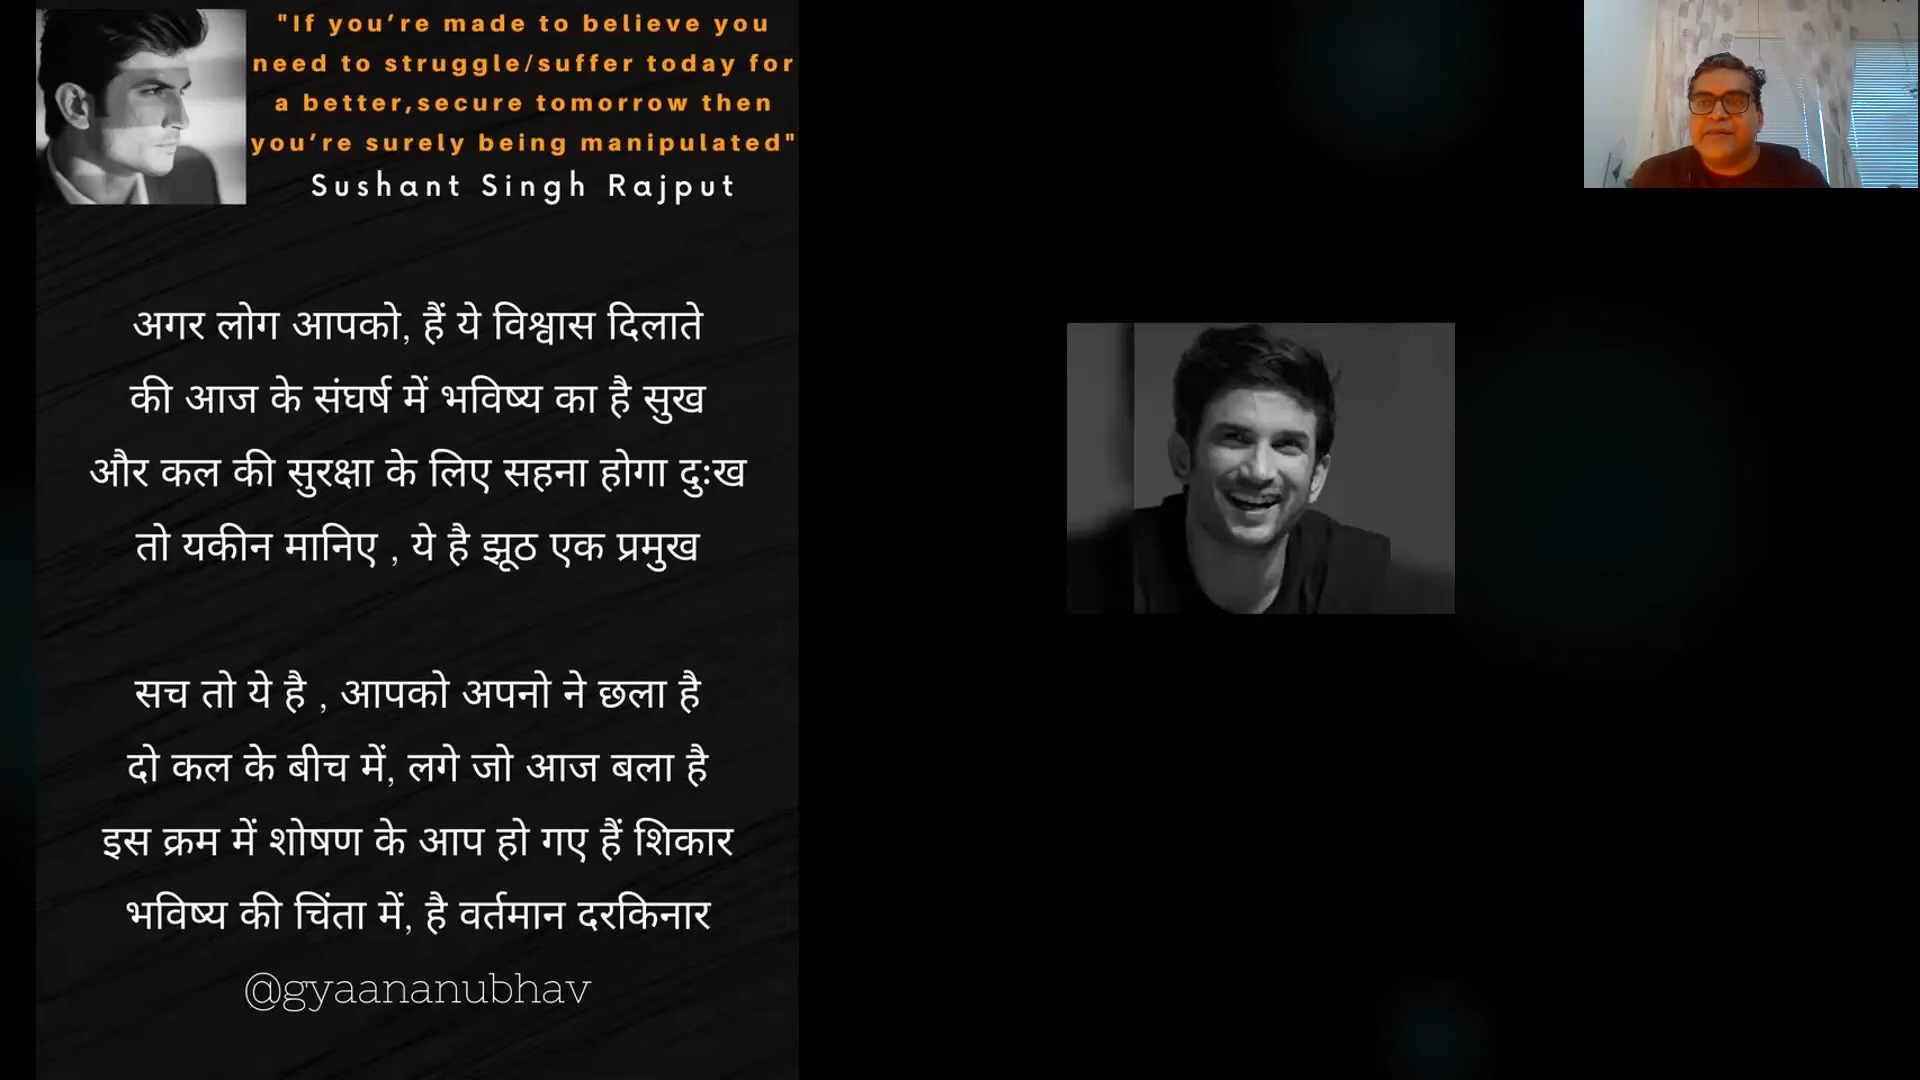 "If you’re made to believe you
need to struggle/suffer today for
a better,secure tomorrow then
you’re surely being manipulated"
Sushant Singh Rajput
अगर लोग आपको, हैं ये विश्वास दिलाते
की आज के संघर्ष में भविष्य का है सुख
और कल की सुरक्षा के लिए सहना होगा दुःख
तो यकीन मानिए , ये है झूठ एक प्रमुख
सच तो ये है , आपको अपनो ने छला है
दो कल के बीच में, लगे जो आज बला है
इस क्रम में शोषण के आप हो गए हैं शिकार
भविष्य की चिंता में, है वर्तमान दरकिनार
@gyaananubhav